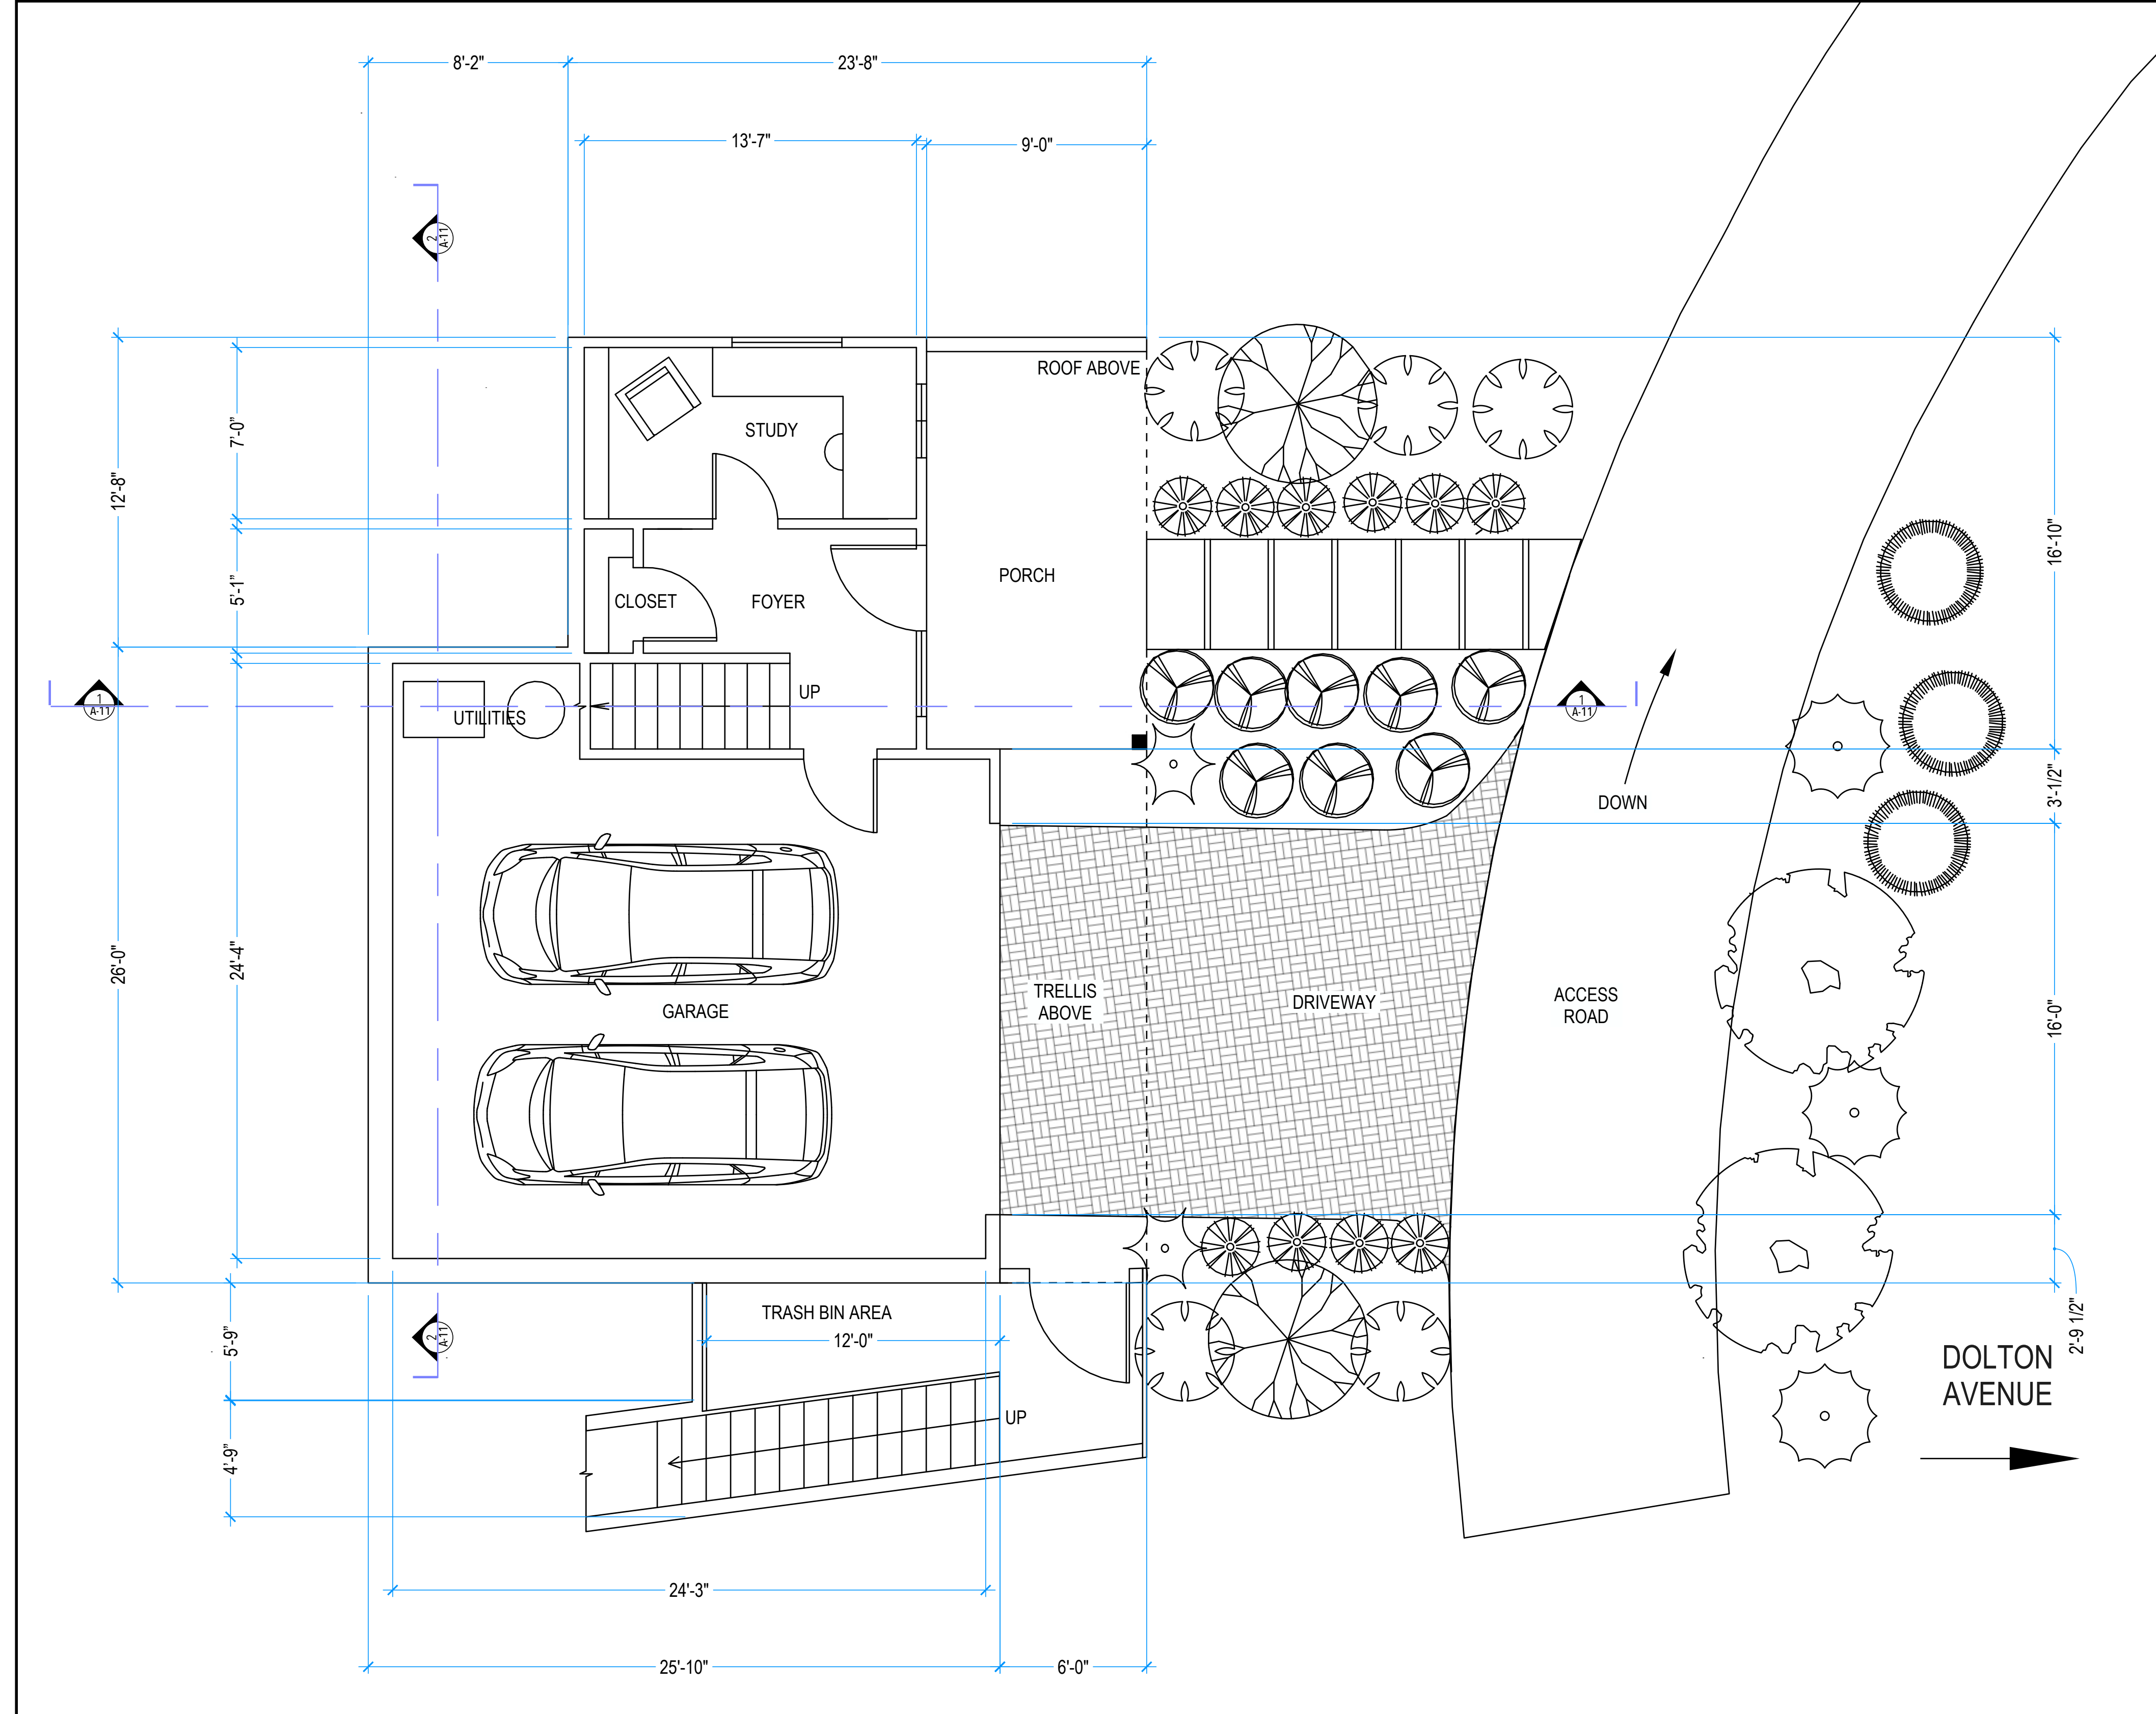 8'-2"
23'-8"
13'-7"
9'-0"
2
A-11
ROOF ABOVE
STUDY
7'-0"
12'-8"
16'-10"
PORCH
5'-1"
CLOSET
FOYER
UP
1
A-11
UTILITIES
1
A-11
3'-1/2"
DOWN
26'-0"
24'-4"
GARAGE
TRELLIS
ABOVE
DRIVEWAY
ACCESS
ROAD
16'-0"
TRASH BIN AREA
12'-0"
2
A-11
5'-9"
2'-9 1/2"
DOLTON
AVENUE
UP
4'-9"
24'-3"
25'-10"
6'-0"